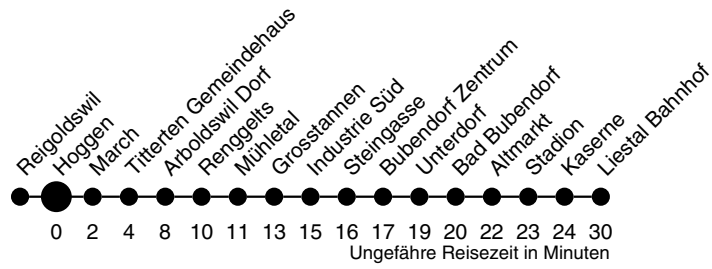 Reigoldswil
Hoggen
March
Titterten Gemeindehaus
Arboldswil Dorf
Renggelts
Mühletal
Grosstannen
Industrie Süd
Steingasse
Bubendorf Zentrum
Unterdorf
Bad Bubendorf
Altmarkt
Stadion
Kaserne
Liestal Bahnhof
0 2 4 8 10 11 13 15 16 17 19 20 22 23 24 30
Ungefähre Reisezeit in Minuten